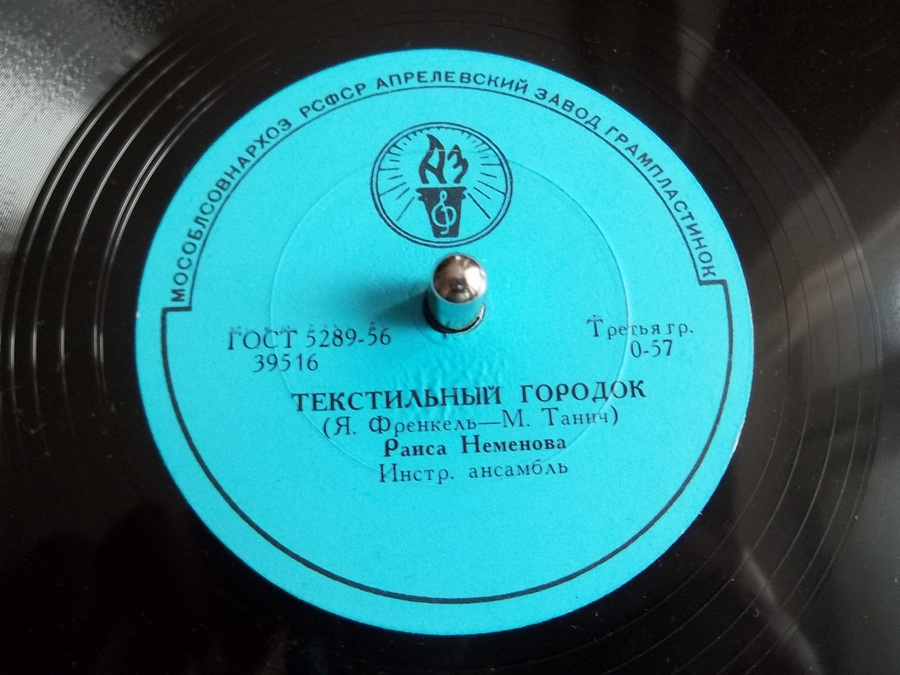 МОСОБЛСОВНАРХОЗ РСФСР АПРЕЛЕВСКИЙ ЗАВОД ГРАМПЛАСТИНОК
АЗ
ГОСТ 5289-56
39516
Третья гр.
0-57
ТЕКСТИЛЬНЫЙ ГОРОДОК
(Я. Френкель—М. Танич)
Раиса Неменова
Инстр. ансамбль